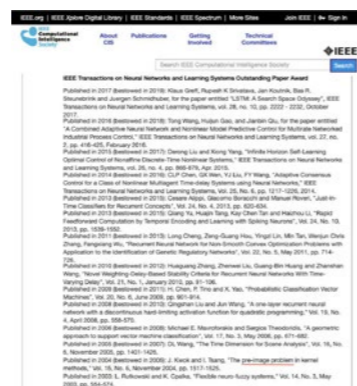 IEEE.org | IEEE Xplore Digital Library | IEEE Standards | IEEE Spectrum | More Sites
Join IEEE | Sign In
IEEE
Computational
Intelligence
Society
About
CIS
Publications
Getting
Involved
Technical
Committees
IEEE
Search IEEE Computational Intelligence Society
Search
IEEE Transactions on Neural Networks and Learning Systems Outstanding Paper Award
Published in 2017 (bestowed in 2019): Klaus Greff, Rupesh K Srivastava, Jan Koutník, Bas R.
Steunebrink and Juergen Schmidhuber, for the paper entitled "LSTM: A Search Space Odyssey", IEEE
Transactions on Neural Networks and Learning Systems, vol. 28, no. 10, pp. 2222 - 2232, October
2017.
Published in 2016 (bestowed in 2018): Tong Wang, Huijun Gao, and Jianbin Qiu, for the paper entitled
"A Combined Adaptive Neural Network and Nonlinear Model Predictive Control for Multirate Networked
Industrial Process Control," IEEE Transactions on Neural Networks and Learning Systems, vol. 27, no.
2, pp. 416-425, February 2016.
Published in 2015 (bestowed in 2017): Derong Liu and Qinglai Wei, "Infinite Horizon Self-Learning
Optimal Control of Nonaffine Discrete-Time Nonlinear Systems," IEEE Transactions on Neural Networks
and Learning Systems, vol. 26, no. 4, pp. 866-879, Apr. 2015.
Published in 2014 (bestowed in 2016): CLP Chen, GX Wen, YJ Liu, FY Wang, "Adaptive Consensus
Control for a Class of Nonlinear Multiagent Time-delay Systems using Neural Networks," IEEE
Transactions on Neural Networks and Learning Systems, Vol. 25, No. 6, pp. 1217-1226, 2014.
Published in 2013 (bestowed in 2015): Cesare Alippi, Giacomo Boracchi and Manuel Roveri, "Just-In-
Time Classifiers for Recurrent Concepts", Vol. 24, No. 4, 2013, pp. 620-634.
Published in 2013 (bestowed in 2015): Qiang Yu, Huajin Tang, Kay Chen Tan and Haizhou Li, "Rapid
Feedforward Computation by Temporal Encoding and Learning with Spiking Neurons", Vol. 24, No. 10,
2013, pp. 1539-1552.
Published in 2011 (bestowed in 2013): Long Cheng, Zeng-Guang Hou, Yingzi Lin, Min Tan, Wenjun Chris
Zhang, Fangxiang Wu, "Recurrent Neural Network for Non-Smooth Convex Optimization Problems with
Application to the Identification of Genetic Regulatory Networks", Vol. 22, No. 5, May 2011, pp. 714-
726.
Published in 2010 (bestowed in 2012): Huaguang Zhang, Zhenwei Liu, Guang-Bin Huang and Zhanshan
Wang, "Novel Weighting-Delay-Based Stability Criteria for Recurrent Neural Networks With Time-
Varying Delay", Vol. 21, No. 1, January 2010, pp. 91-106.
Published in 2009 (bestowed in 2011): H. Chen, P. Tino and X. Yao, "Probabilistic Classification Vector
Machines", Vol. 20, No. 6, June 2009, pp. 901-914.
Published in 2008 (bestowed in 2010): Qingshan Liu and Jun Wang, "A one-layer recurrent neural
network with a discontinuous hard-limiting activation function for quadratic programming," Vol. 19, No.
4, April 2008, pp. 558-570.
Published in 2006 (bestowed in 2008): Michael E. Mavroforakis and Sergios Theodoridis, "A geometric
approach to support vector machine classification", Vol. 17, No. 3, May 2006, pp. 671-682.
Published in 2005 (bestowed in 2007): DL Wang, "The Time Dimension for Scene Analysis", Vol. 16, No.
6, November 2005, pp. 1401-1426.
Published in 2004 (bestowed in 2006): J. Kwok and I. Tsang, "The pre-image problem in kernel
methods," Vol. 15, No. 6, November 2004, pp. 1517-1525.
Published in 2003: L. Rutkowski and K. Cpalka, "Flexible neuro-fuzzy systems," Vol. 14, No. 3, May
2003, pp. 554-574.